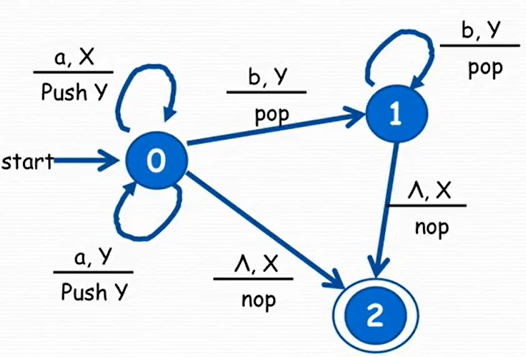 a, X
Push Y
b, Y
pop
b, Y
pop
1
start
0
Λ, X
nop
a, Y
Push Y
Λ, X
nop
2